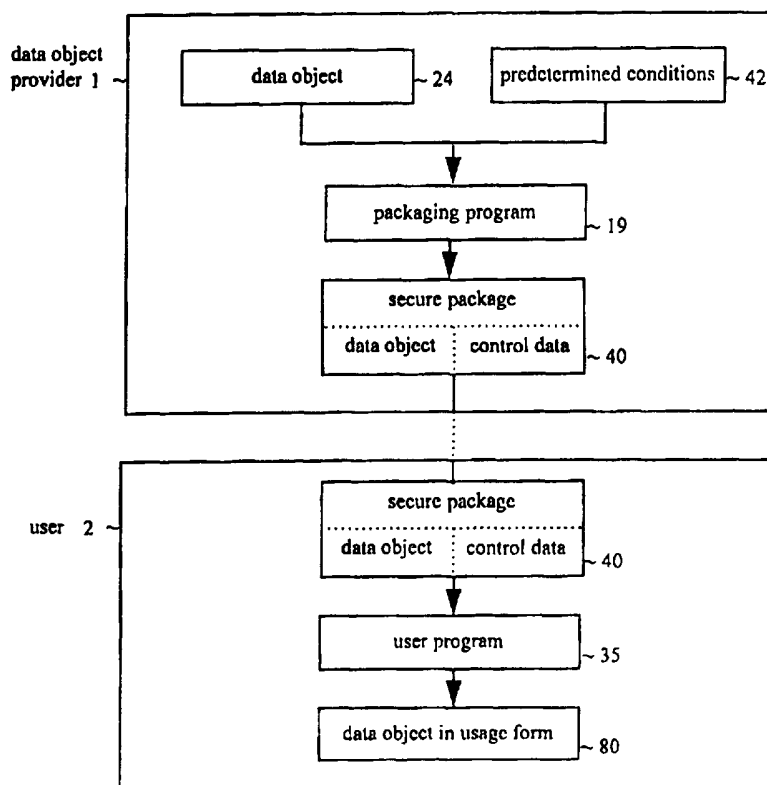 data object
provider 1
data object
~ 24
predetermined conditions
~ 42
packaging program
~ 19
secure package
data object
control data
~ 40
user 2
secure package
data object
control data
~ 40
user program
~ 35
data object in usage form
~ 80